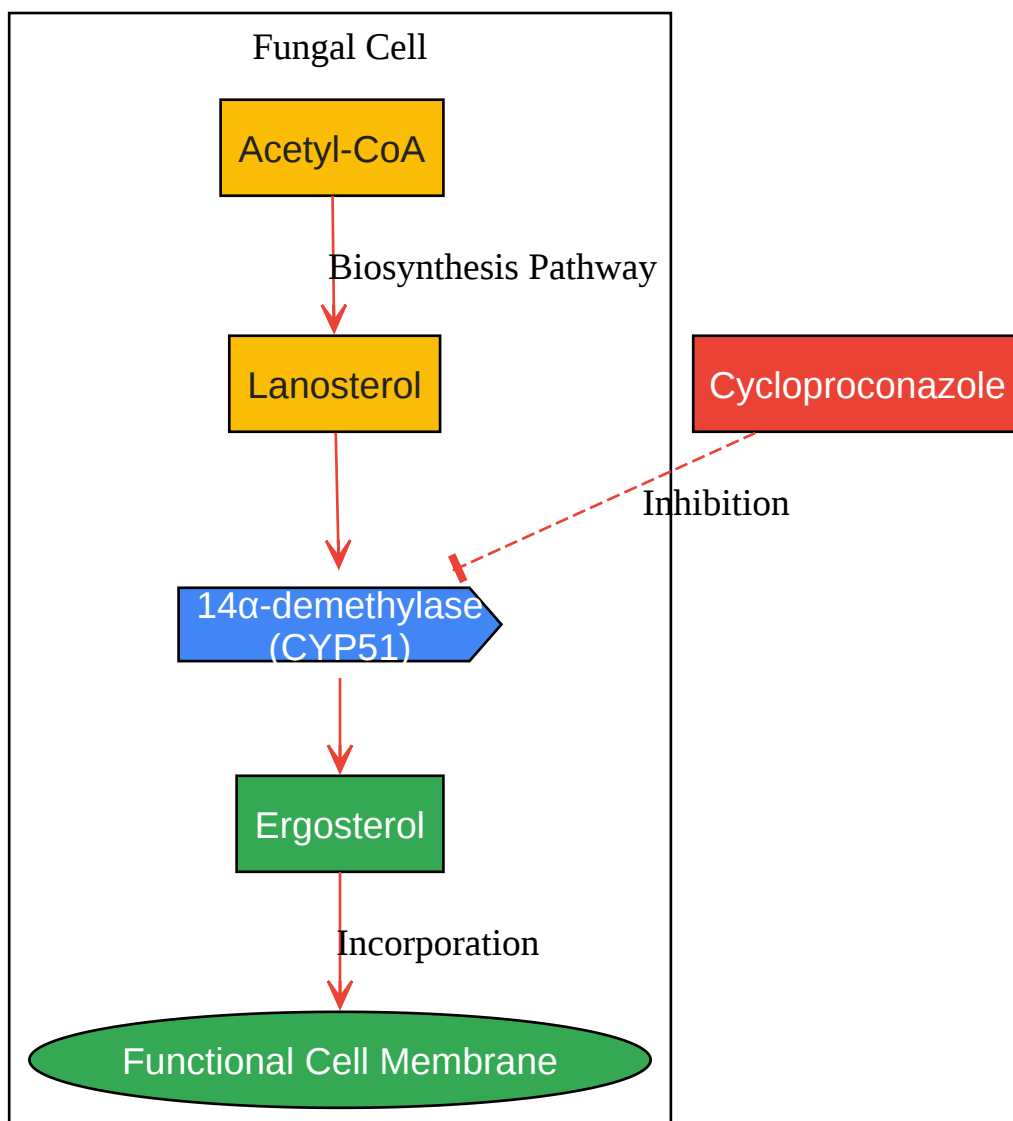 Fungal Cell
Acetyl-CoA
Biosynthesis Pathway
Lanosterol
Cycloproconazole
Inhibition
14α-demethylase
(CYP51)
Ergosterol
Incorporation
Functional Cell Membrane